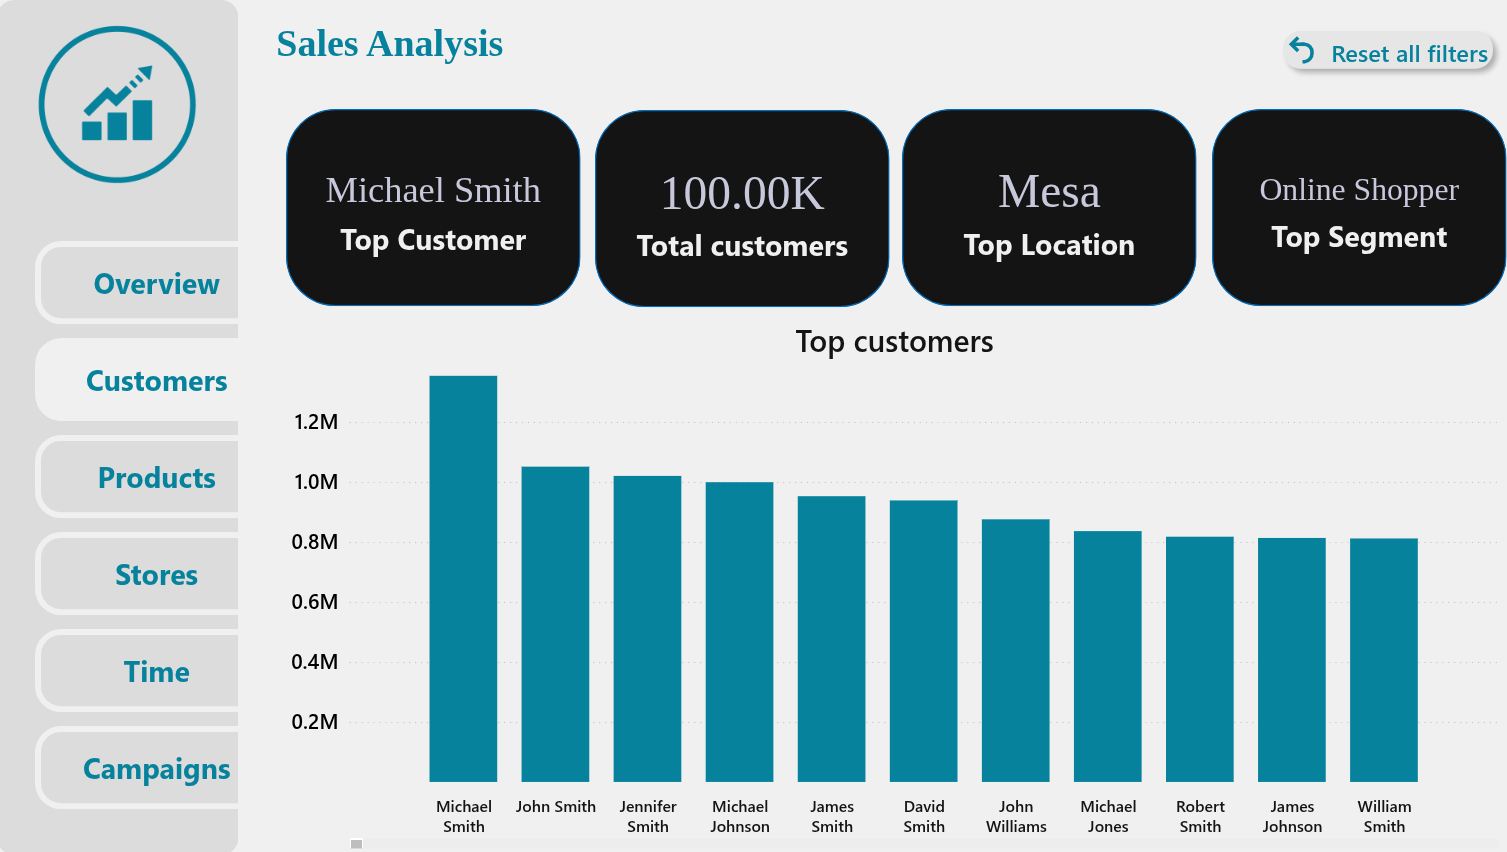 Sales Analysis
Reset all filters
Michael Smith
Top Customer
100.00K
Total customers
Mesa
Top Location
Online Shopper
Top Segment
Overview
Customers
Products
Stores
Time
Campaigns
Top customers
1.2M
1.0M
0.8M
0.6M
0.4M
0.2M
Michael
Smith
John Smith
Jennifer
Smith
Michael
Johnson
James
Smith
David
Smith
John
Williams
Michael
Jones
Robert
Smith
James
Johnson
William
Smith